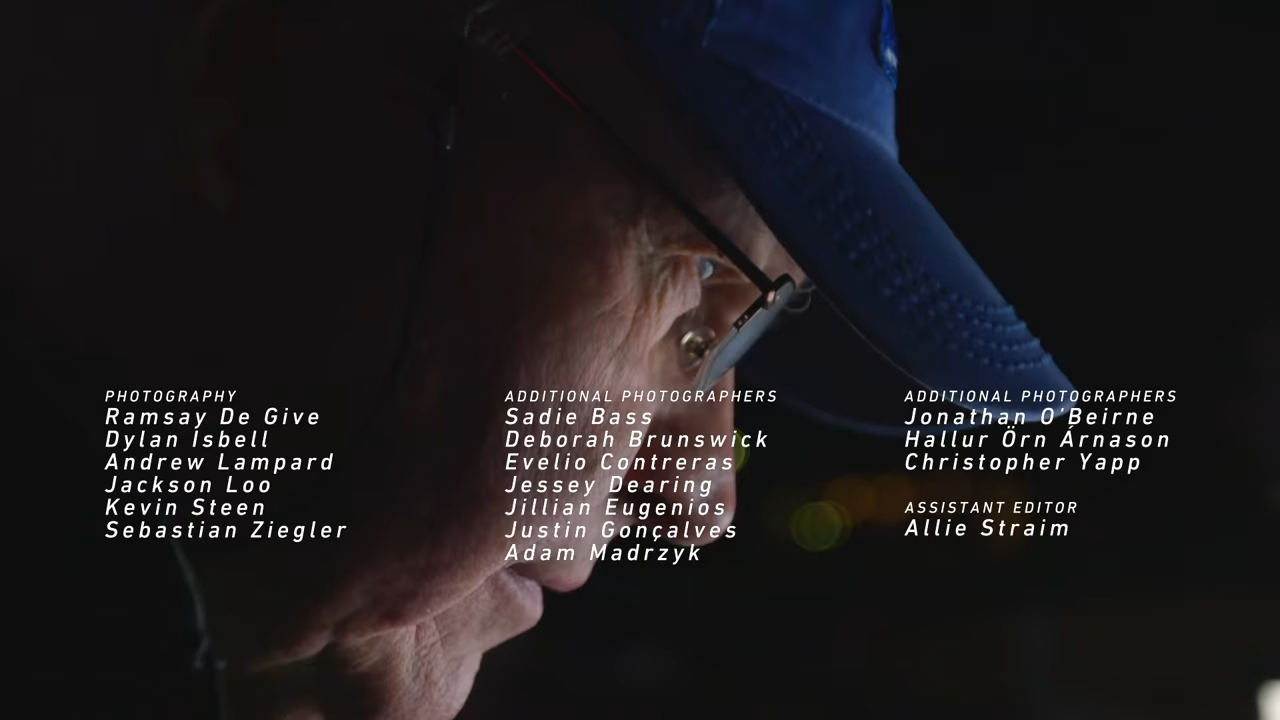 PHOTOGRAPHY
Ramsay De Give
Dylan Isbell
Andrew Lampard
Jackson Loo
Kevin Steen
Sebastian Ziegler
ADDITIONAL PHOTOGRAPHERS
Sadie Bass
Deborah Brunswick
Evelio Contreras
Jessey Dearing
Jillian Eugenios
Justin Gonçalves
Adam Madrzyk
ADDITIONAL PHOTOGRAPHERS
Jonathan O'Beirne
Hallur Örn Árnason
Christopher Yapp
ASSISTANT EDITOR
Allie Straim